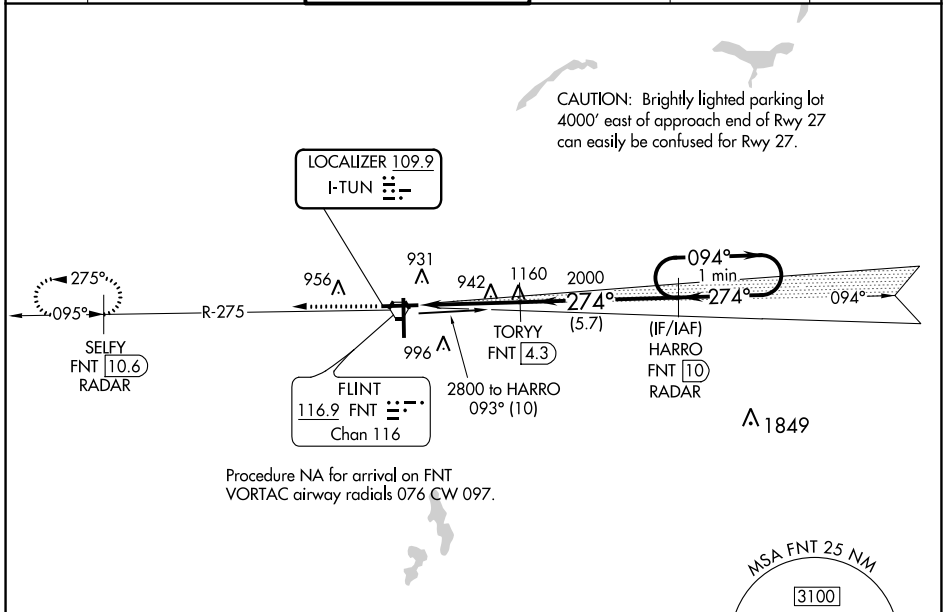 CAUTION: Brightly lighted parking lot
4000' east of approach end of Rwy 27
can easily be confused for Rwy 27.
LOCALIZER 109.9
I-TUN
275°
095°
SELFY
FNT 10.6
RADAR
R-275
956
931
942
1160
2000
274°
(5.7)
094°
1 min
274°
094°
996
TORYY
FNT 4.3
(IF/IAF)
HARRO
FNT 10
RADAR
FLINT
116.9 FNT
Chan 116
2800 to HARRO
093° (10)
1849
Procedure NA for arrival on FNT
VORTAC airway radials 076 CW 097.
MSA FNT 25 NM
3100